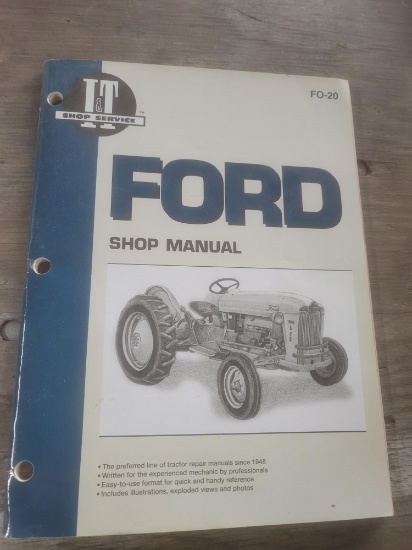 FO-20
I&T
SHOP SERVICE
™
FORD
SHOP MANUAL
Ford
• The preferred line of tractor repair manuals since 1948
• Written for the experienced mechanic by professionals
• Easy-to-use format for quick and handy reference
• Includes illustrations, exploded views and photos